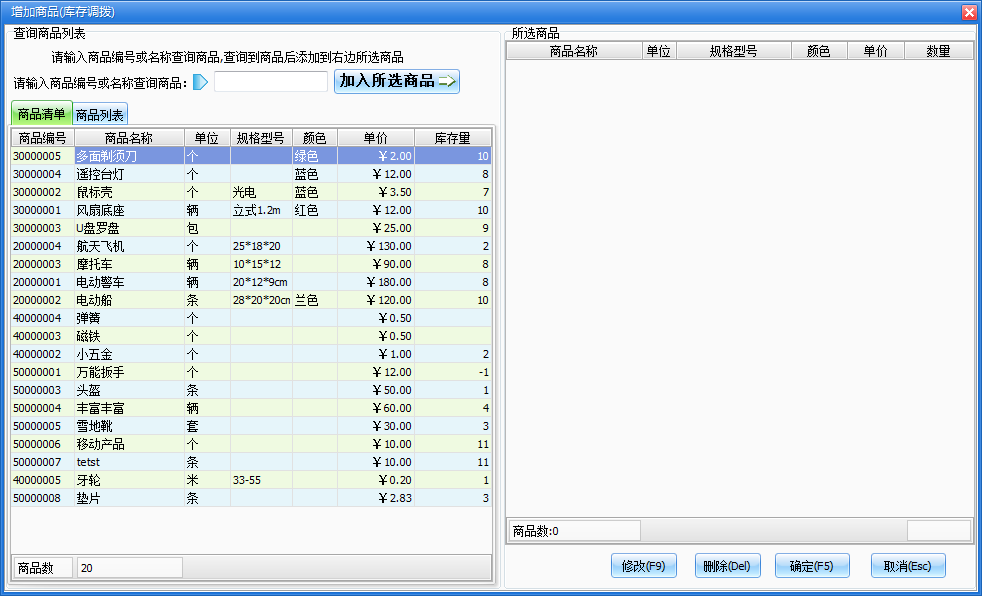 增加商品(库存调拨)
查询商品列表
请输入商品编号或名称查询商品,查询到商品后添加到右边所选商品
请输入商品编号或名称查询商品: 加入所选商品
商品清单 商品列表
商品编号 商品名称 单位 规格型号 颜色 单价 库存量
30000005 多面剃须刀 个 绿色 ￥2.00 10
30000004 遥控台灯 个 蓝色 ￥12.00 8
30000002 鼠标壳 个 光电 蓝色 ￥3.50 7
30000001 风扇底座 辆 立式1.2m 红色 ￥12.00 10
30000003 U盘罗盘 包 ￥25.00 9
20000004 航天飞机 个 25*18*20 ￥130.00 2
20000003 摩托车 辆 10*15*12 ￥90.00 8
20000001 电动警车 辆 20*12*9cm ￥180.00 8
20000002 电动船 条 28*20*20cm 兰色 ￥120.00 10
40000004 弹簧 个 ￥0.50
40000003 磁铁 个 ￥0.50
40000002 小五金 个 ￥1.00 2
50000001 万能扳手 个 ￥12.00 -1
50000003 头盔 条 ￥50.00 1
50000004 丰富丰富 辆 ￥60.00 4
50000005 雪地靴 套 ￥30.00 3
50000006 移动产品 个 ￥10.00 11
50000007 tetst 条 ￥10.00 11
40000005 牙轮 米 33-55 ￥0.20 1
50000008 垫片 条 ￥2.83 3
商品数 20
所选商品
商品名称 单位 规格型号 颜色 单价 数量
商品数:0
修改(F9) 删除(Del) 确定(F5) 取消(Esc)